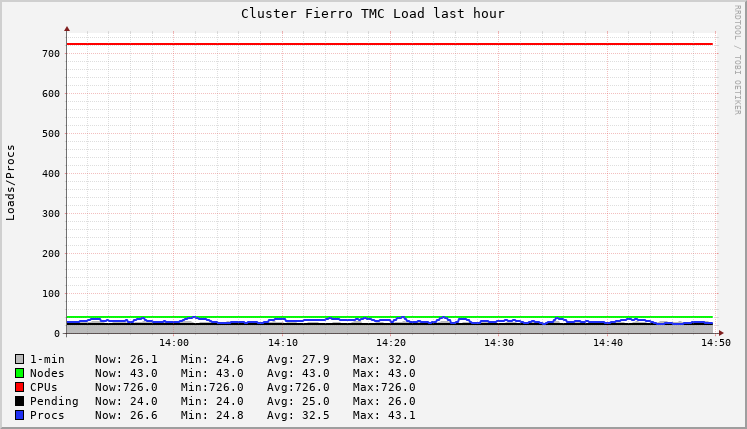 Cluster Fierro TMC Load last hour
RRDTOOL / TOBI OETIKER
Loads/Procs
700
600
500
400
300
200
100
0
14:00 14:10 14:20 14:30 14:40 14:50
1-min Now: 26.1 Min: 24.6 Avg: 27.9 Max: 32.0
Nodes Now: 43.0 Min: 43.0 Avg: 43.0 Max: 43.0
CPUs Now:726.0 Min:726.0 Avg:726.0 Max:726.0
Pending Now: 24.0 Min: 24.0 Avg: 25.0 Max: 26.0
Procs Now: 26.6 Min: 24.8 Avg: 32.5 Max: 43.1